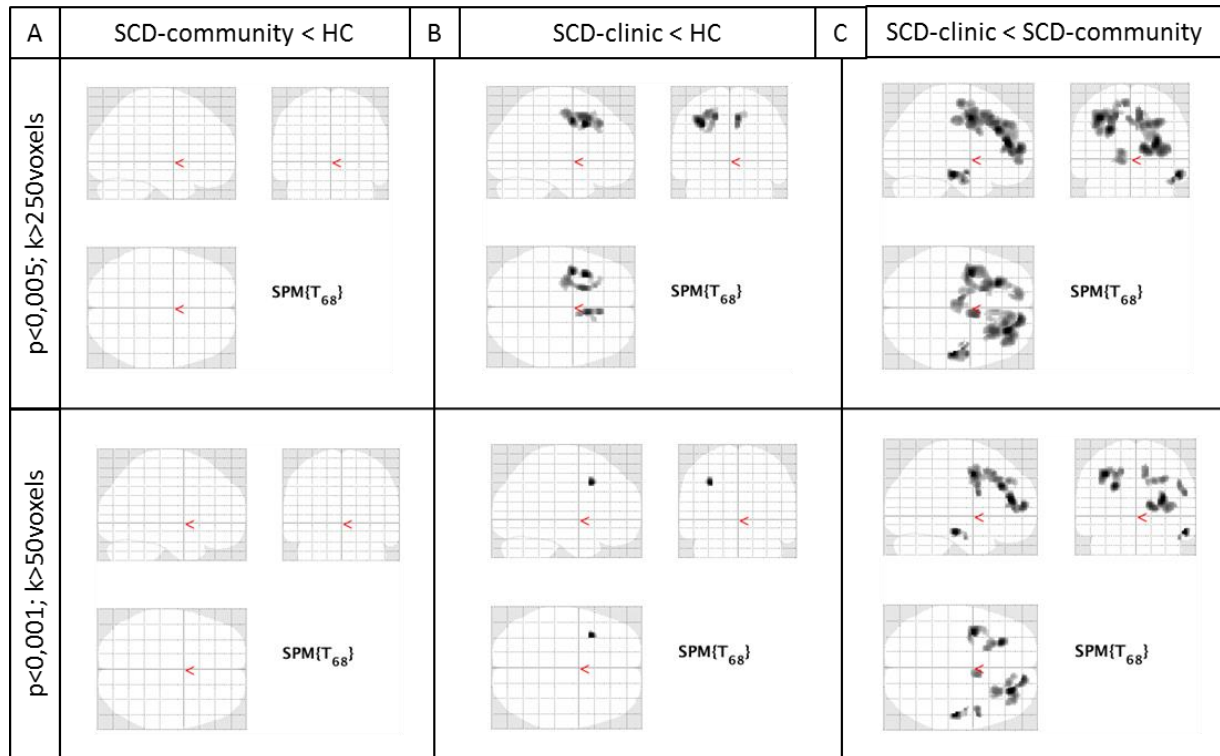 A SCD-community < HC B SCD-clinic < HC C SCD-clinic < SCD-community
p<0,005; k>250voxels
< <
< SPM{T68}
< <
< SPM{T68}
< <
< SPM{T68}
p<0,001; k>50voxels
< <
< SPM{T68}
< <
< SPM{T68}
< <
< SPM{T68}